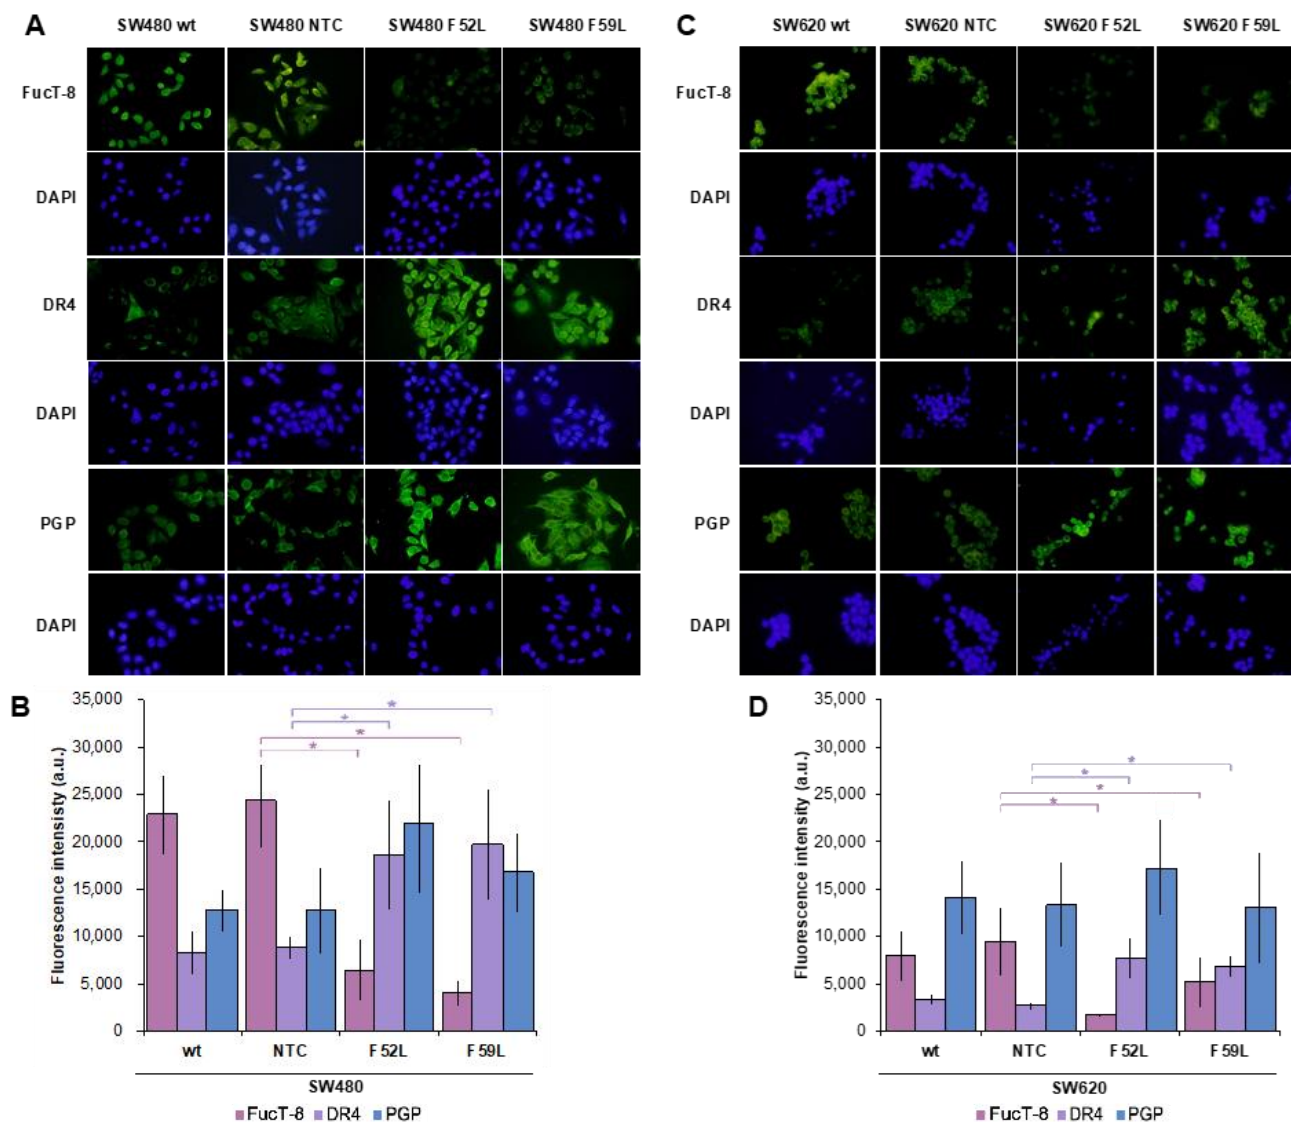 A
SW480 wt
SW480 NTC
SW480 F 52L
SW480 F 59L
FucT-8
DAPI
DR4
DAPI
PGP
DAPI
C
SW620 wt
SW620 NTC
SW620 F 52L
SW620 F 59L
FucT-8
DAPI
DR4
DAPI
PGP
DAPI
B
Fluorescence intensisty (a.u.)
35,000
30,000
25,000
20,000
15,000
10,000
5,000
0
* * * *
wt NTC F 52L F 59L
SW480
FucT-8 DR4 PGP
D
Fluorescence intensity (a.u.)
35,000
30,000
25,000
20,000
15,000
10,000
5,000
0
* * * *
wt NTC F 52L F 59L
SW620
FucT-8 DR4 PGP